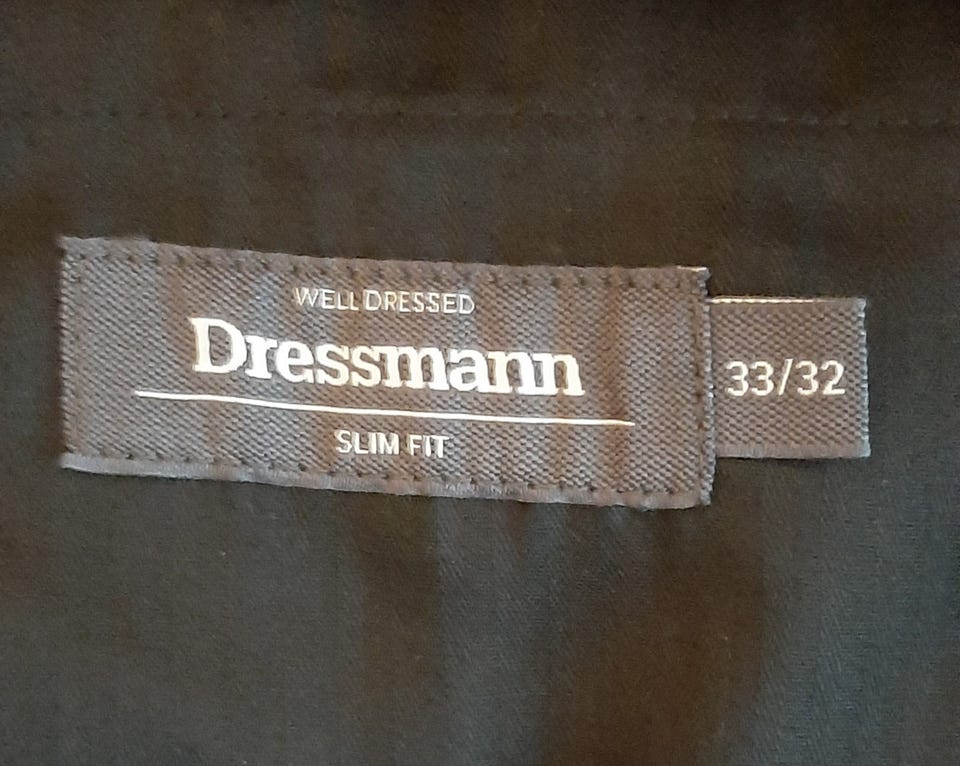 WELL DRESSED
Dressmann
SLIM FIT
33/32